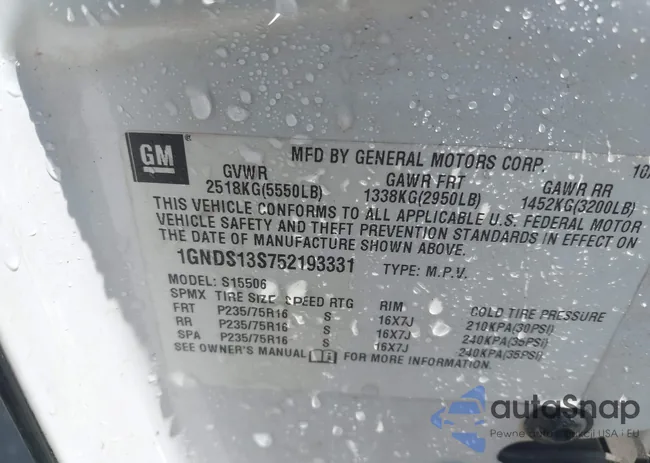 GM
MFD BY GENERAL MOTORS CORP.
GVWR GAWR FRT GAWR RR
2518KG(5550LB) 1338KG(2950LB) 1452KG(3200LB)
THIS VEHICLE CONFORMS TO ALL APPLICABLE U.S. FEDERAL MOTOR
VEHICLE SAFETY AND THEFT PREVENTION STANDARDS IN EFFECT ON
THE DATE OF MANUFACTURE SHOWN ABOVE.
1GNDS13S752193331 TYPE: M.P.V.
MODEL: S15506
SPMX TIRE SIZE SPEED RTG RIM COLD TIRE PRESSURE
FRT P235/75R16 S 16X7J 210KPA(30PSI)
RR P235/75R16 S 16X7J 240KPA(35PSI)
SPA P235/75R16 S 16X7J 240KPA(35PSI)
SEE OWNER'S MANUAL FOR MORE INFORMATION.
autoSnap
USA - EU